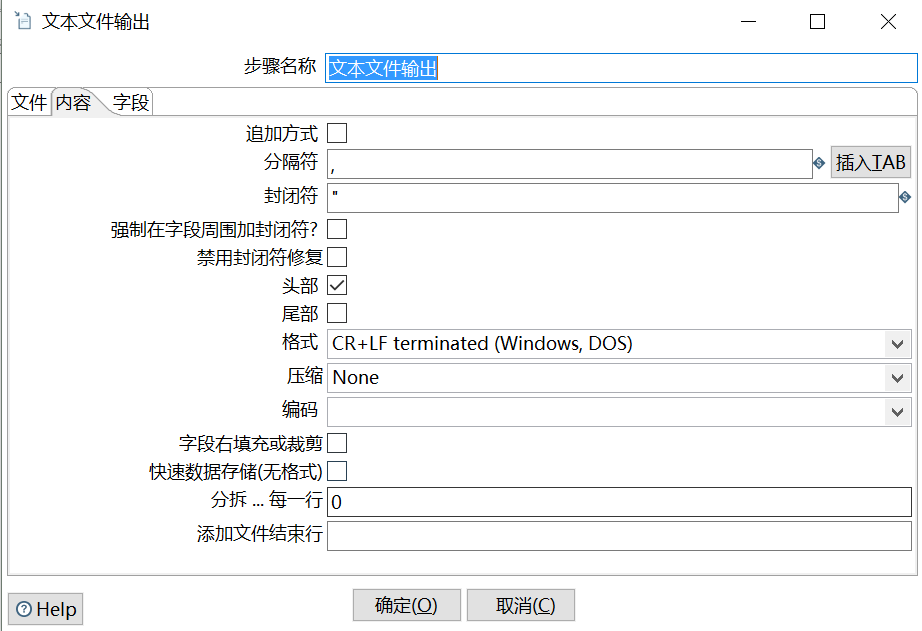 文本文件输出
步骤名称 文本文件输出
文件 内容 字段
追加方式
分隔符 , 插入TAB
封闭符 "
强制在字段周围加封闭符?
禁用封闭符修复
头部
尾部
格式 CR+LF terminated (Windows, DOS)
压缩 None
编码
字段右填充或裁剪
快速数据存储(无格式)
分拆 ... 每一行 0
添加文件结束行
Help 确定(O) 取消(C)